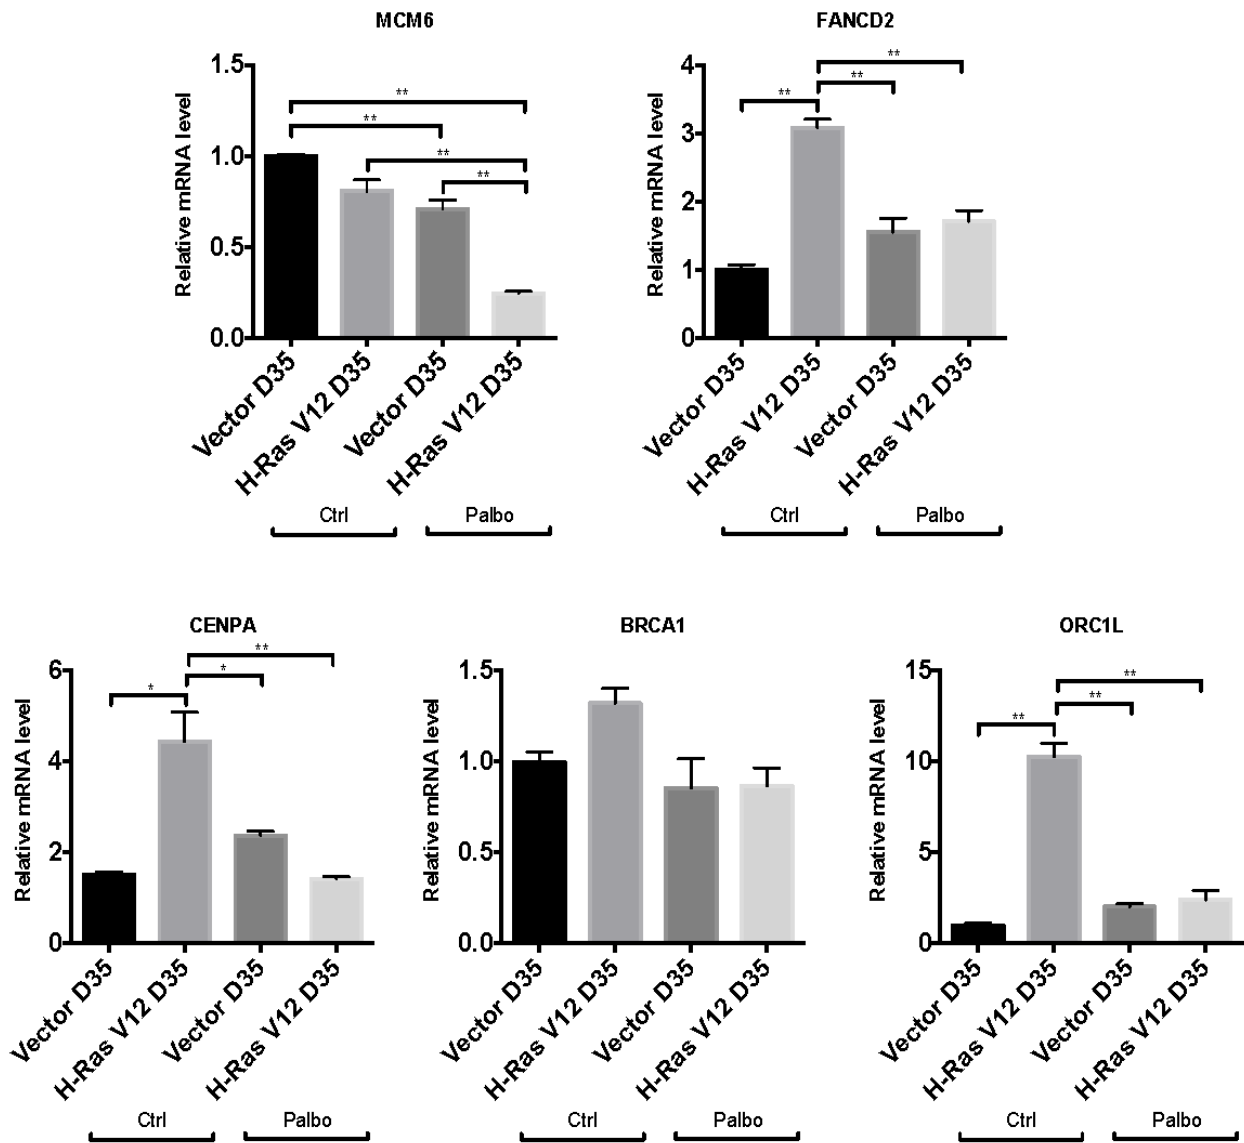 MCM6
Relative mRNA level
1.5
1.0
0.5
0.0
**
**
**
**
Vector D35
H-Ras V12 D35
Vector D35
H-Ras V12 D35
Ctrl
Palbo
FANCD2
Relative mRNA level
4
3
2
1
0
**
**
**
Vector D35
H-Ras V12 D35
Vector D35
H-Ras V12 D35
Ctrl
Palbo
CENPA
Relative mRNA level
6
4
2
0
**
*
*
Vector D35
H-Ras V12 D35
Vector D35
H-Ras V12 D35
Ctrl
Palbo
BRCA1
Relative mRNA level
1.5
1.0
0.5
0.0
Vector D35
H-Ras V12 D35
Vector D35
H-Ras V12 D35
Ctrl
Palbo
ORC1L
Relative mRNA level
15
10
5
0
**
**
**
Vector D35
H-Ras V12 D35
Vector D35
H-Ras V12 D35
Ctrl
Palbo